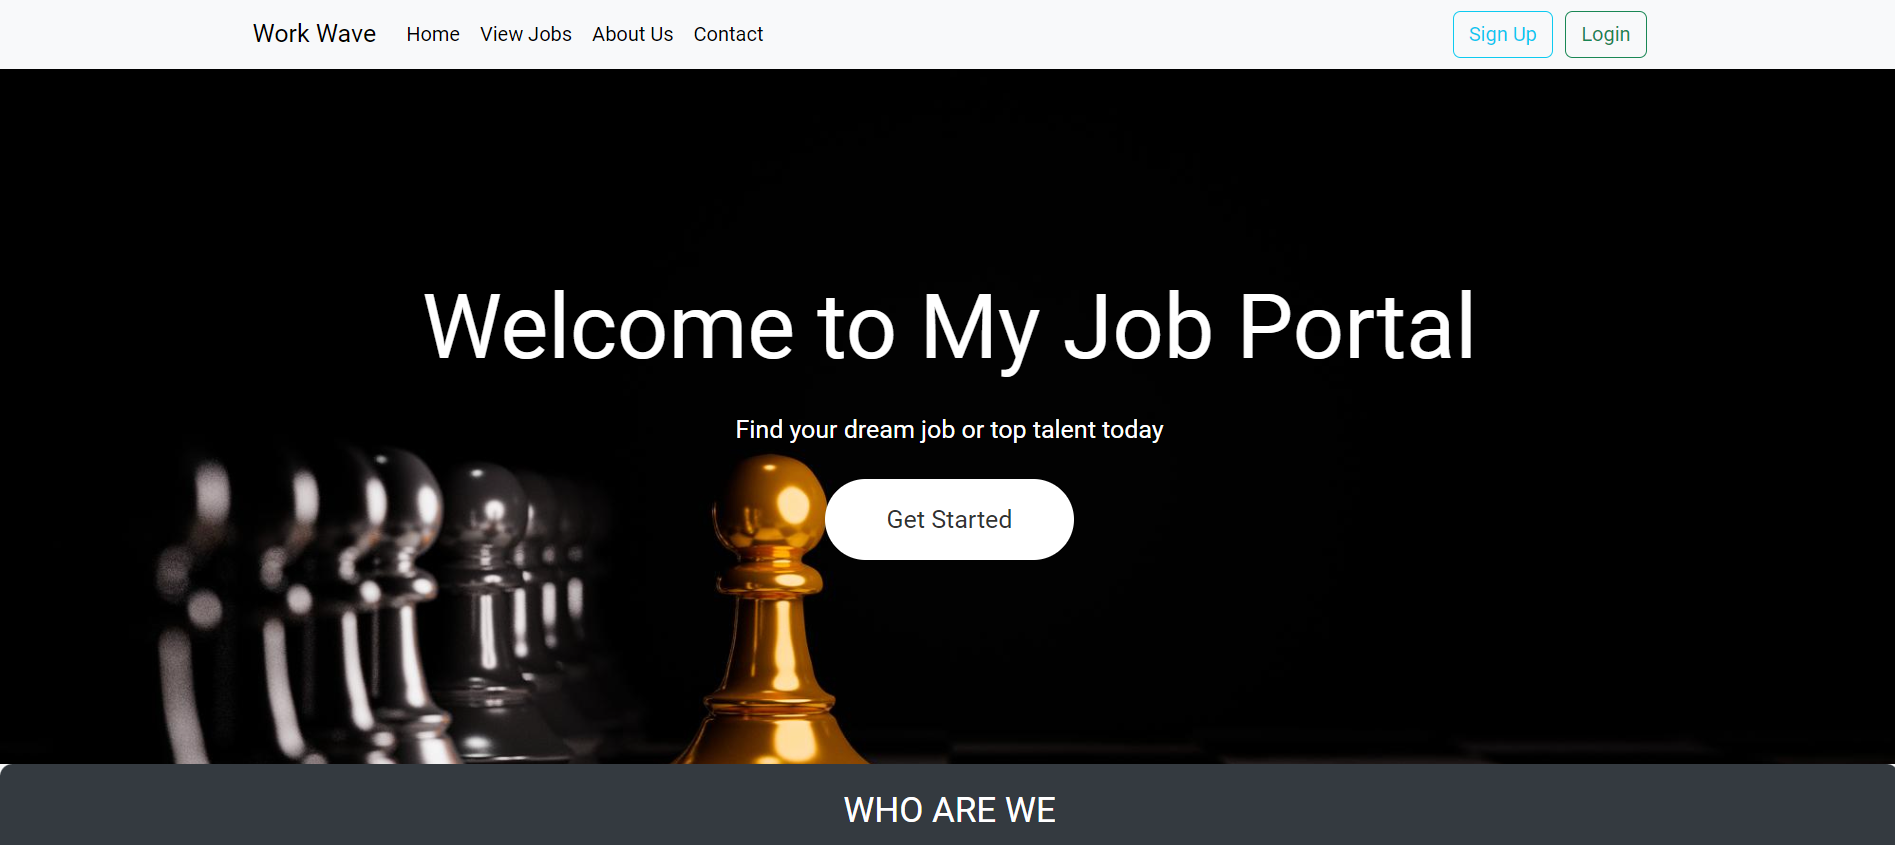 Work Wave Home View Jobs About Us Contact Sign Up Login
Welcome to My Job Portal
Find your dream job or top talent today
Get Started
WHO ARE WE